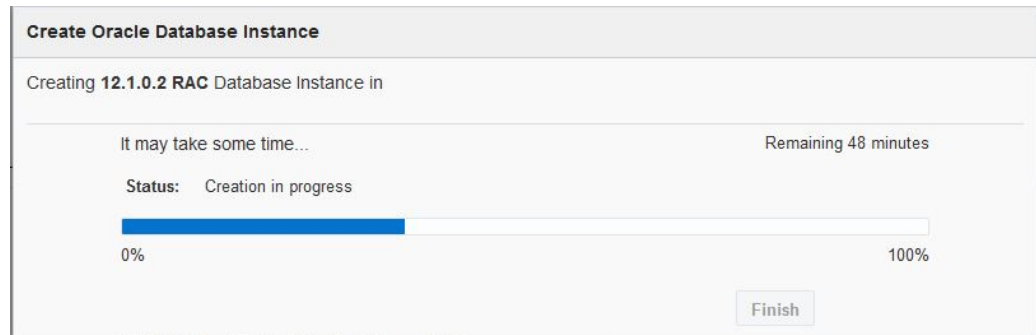 Create Oracle Database Instance
Creating 12.1.0.2 RAC Database Instance in
It may take some time... Remaining 48 minutes
Status: Creation in progress
0% 100%
Finish